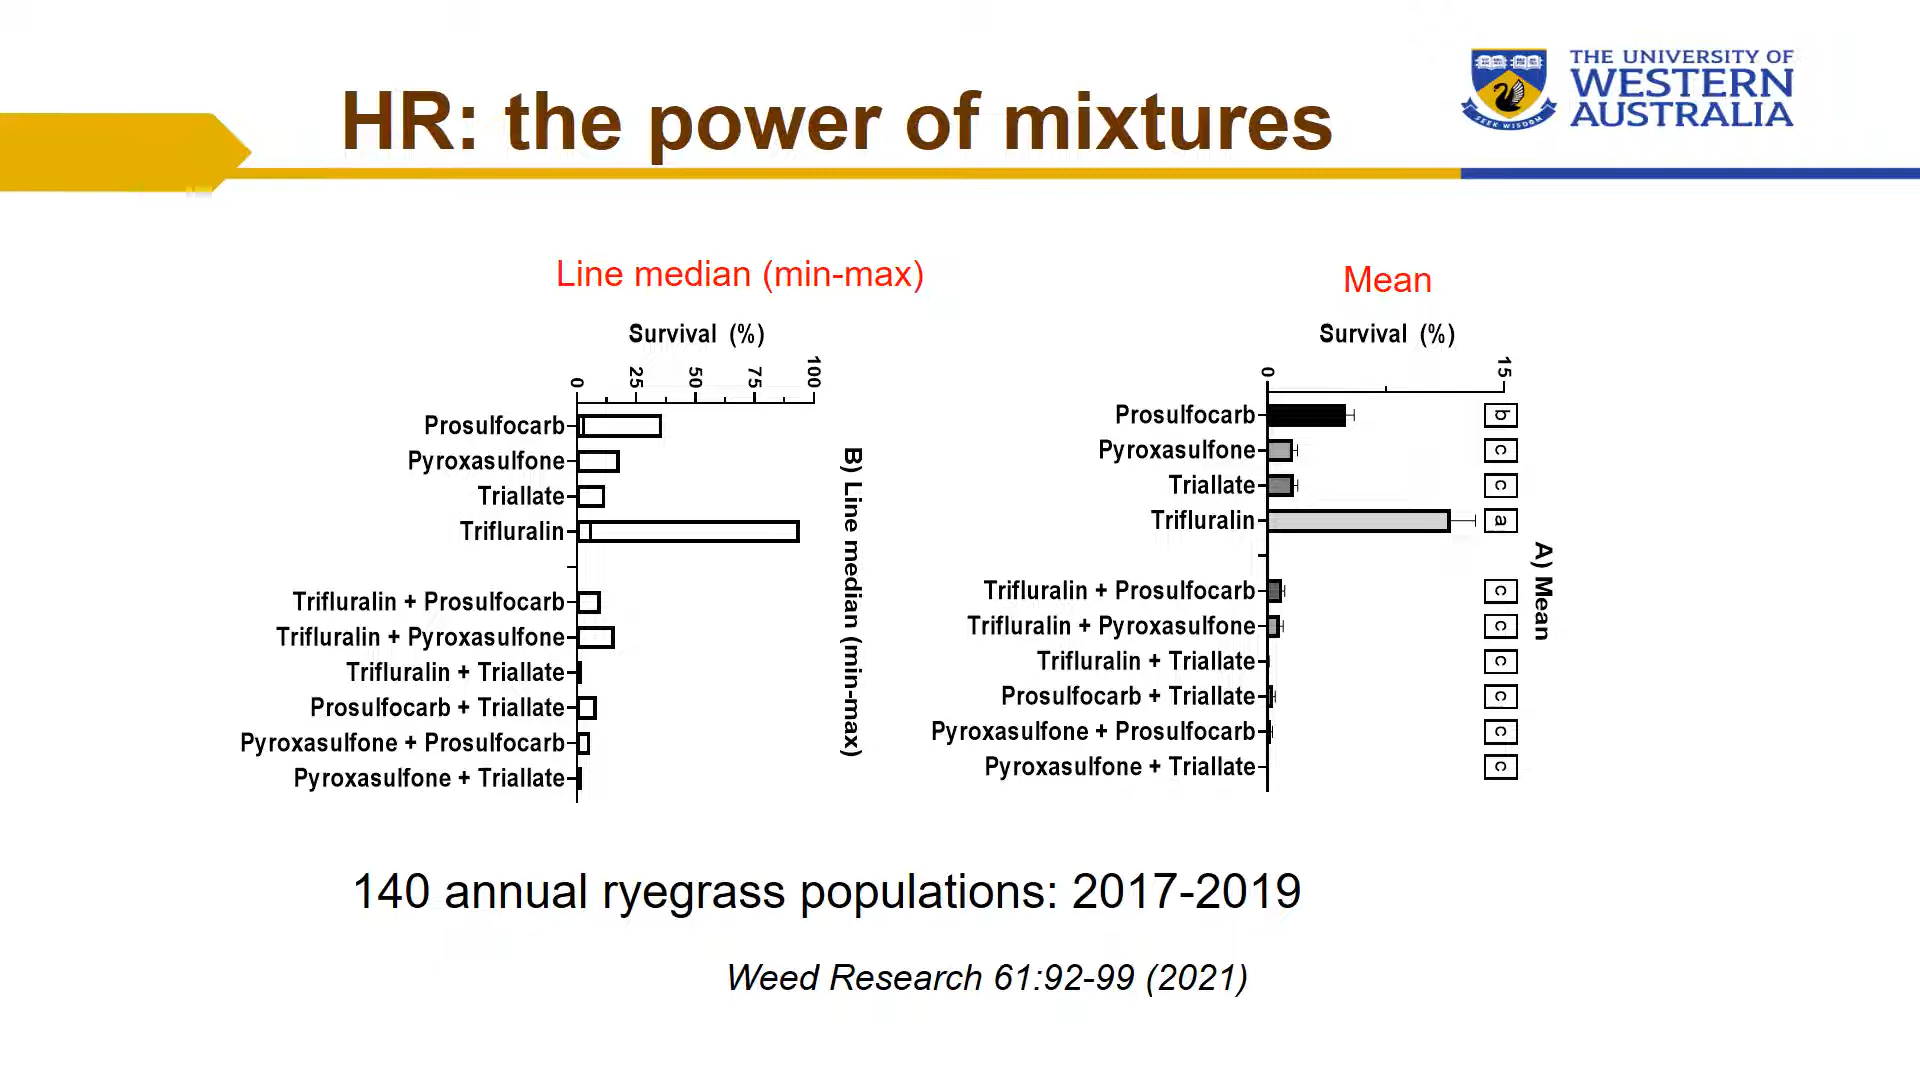 HR: the power of mixtures
THE UNIVERSITY OF
WESTERN
AUSTRALIA
SEEK WISDOM
Line median (min-max)
Survival (%)
0 25 50 75 100
Prosulfocarb
Pyroxasulfone
Triallate
Trifluralin
Trifluralin + Prosulfocarb
Trifluralin + Pyroxasulfone
Trifluralin + Triallate
Prosulfocarb + Triallate
Pyroxasulfone + Prosulfocarb
Pyroxasulfone + Triallate
B) Line median (min-max)
Mean
Survival (%)
0 15
Prosulfocarb b
Pyroxasulfone c
Triallate c
Trifluralin a
Trifluralin + Prosulfocarb c
Trifluralin + Pyroxasulfone c
Trifluralin + Triallate c
Prosulfocarb + Triallate c
Pyroxasulfone + Prosulfocarb c
Pyroxasulfone + Triallate c
A) Mean
140 annual ryegrass populations: 2017-2019
Weed Research 61:92-99 (2021)